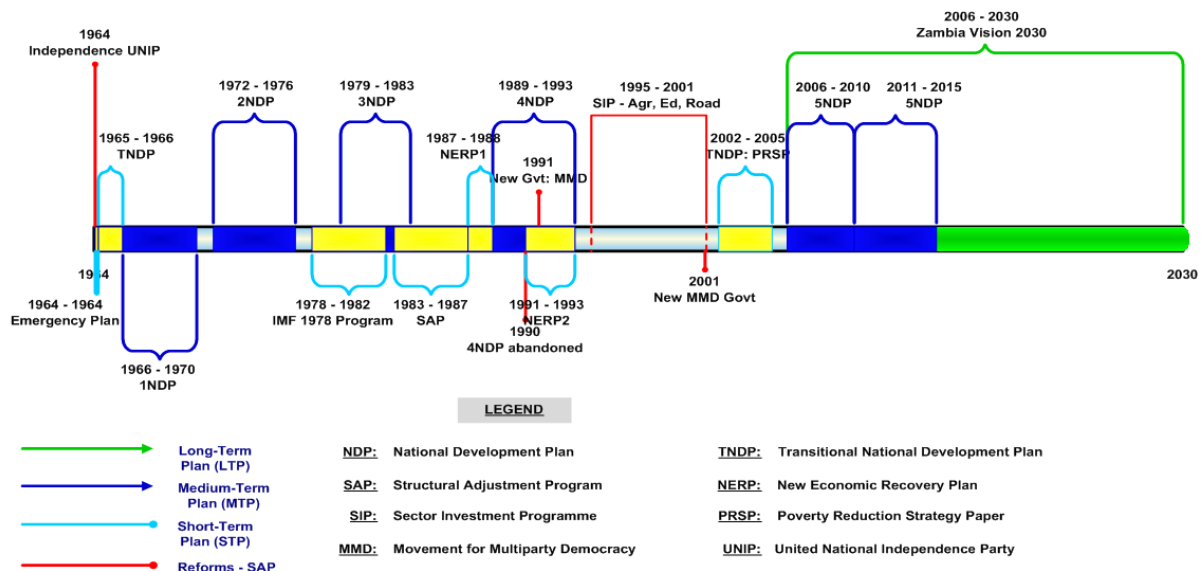 2006 - 2030
Zambia Vision 2030
1964
Independence UNIP
1972 - 1976
2NDP
1979 - 1983
3NDP
1989 - 1993
4NDP
1995 - 2001
SIP - Agr, Ed, Road
2006 - 2010
5NDP
2011 - 2015
5NDP
1965 - 1966
TNDP
1987 - 1988
NERP1
1991
New Gvt: MMD
2002 - 2005
TNDP: PRSP
1964
2030
1964 - 1964
Emergency Plan
1966 - 1970
1NDP
1978 - 1982
IMF 1978 Program
1983 - 1987
SAP
1991 - 1993
NERP2
1990
4NDP abandoned
2001
New MMD Govt
LEGEND
Long-Term
Plan (LTP)
Medium-Term
Plan (MTP)
Short-Term
Plan (STP)
Reforms - SAP
NDP: National Development Plan
SAP: Structural Adjustment Program
SIP: Sector Investment Programme
MMD: Movement for Multiparty Democracy
TNDP: Transitional National Development Plan
NERP: New Economic Recovery Plan
PRSP: Poverty Reduction Strategy Paper
UNIP: United National Independence Party